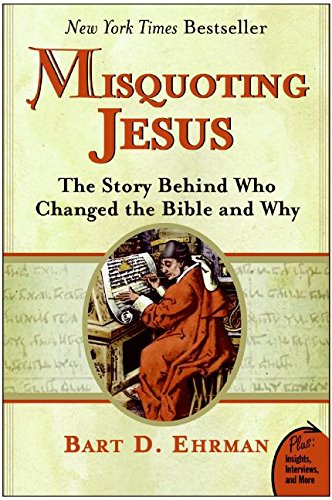 New York Times Bestseller
MISQUOTING
JESUS
The Story Behind Who
Changed the Bible and Why
BART D. EHRMAN
Plus:
Insights,
Interviews,
and More